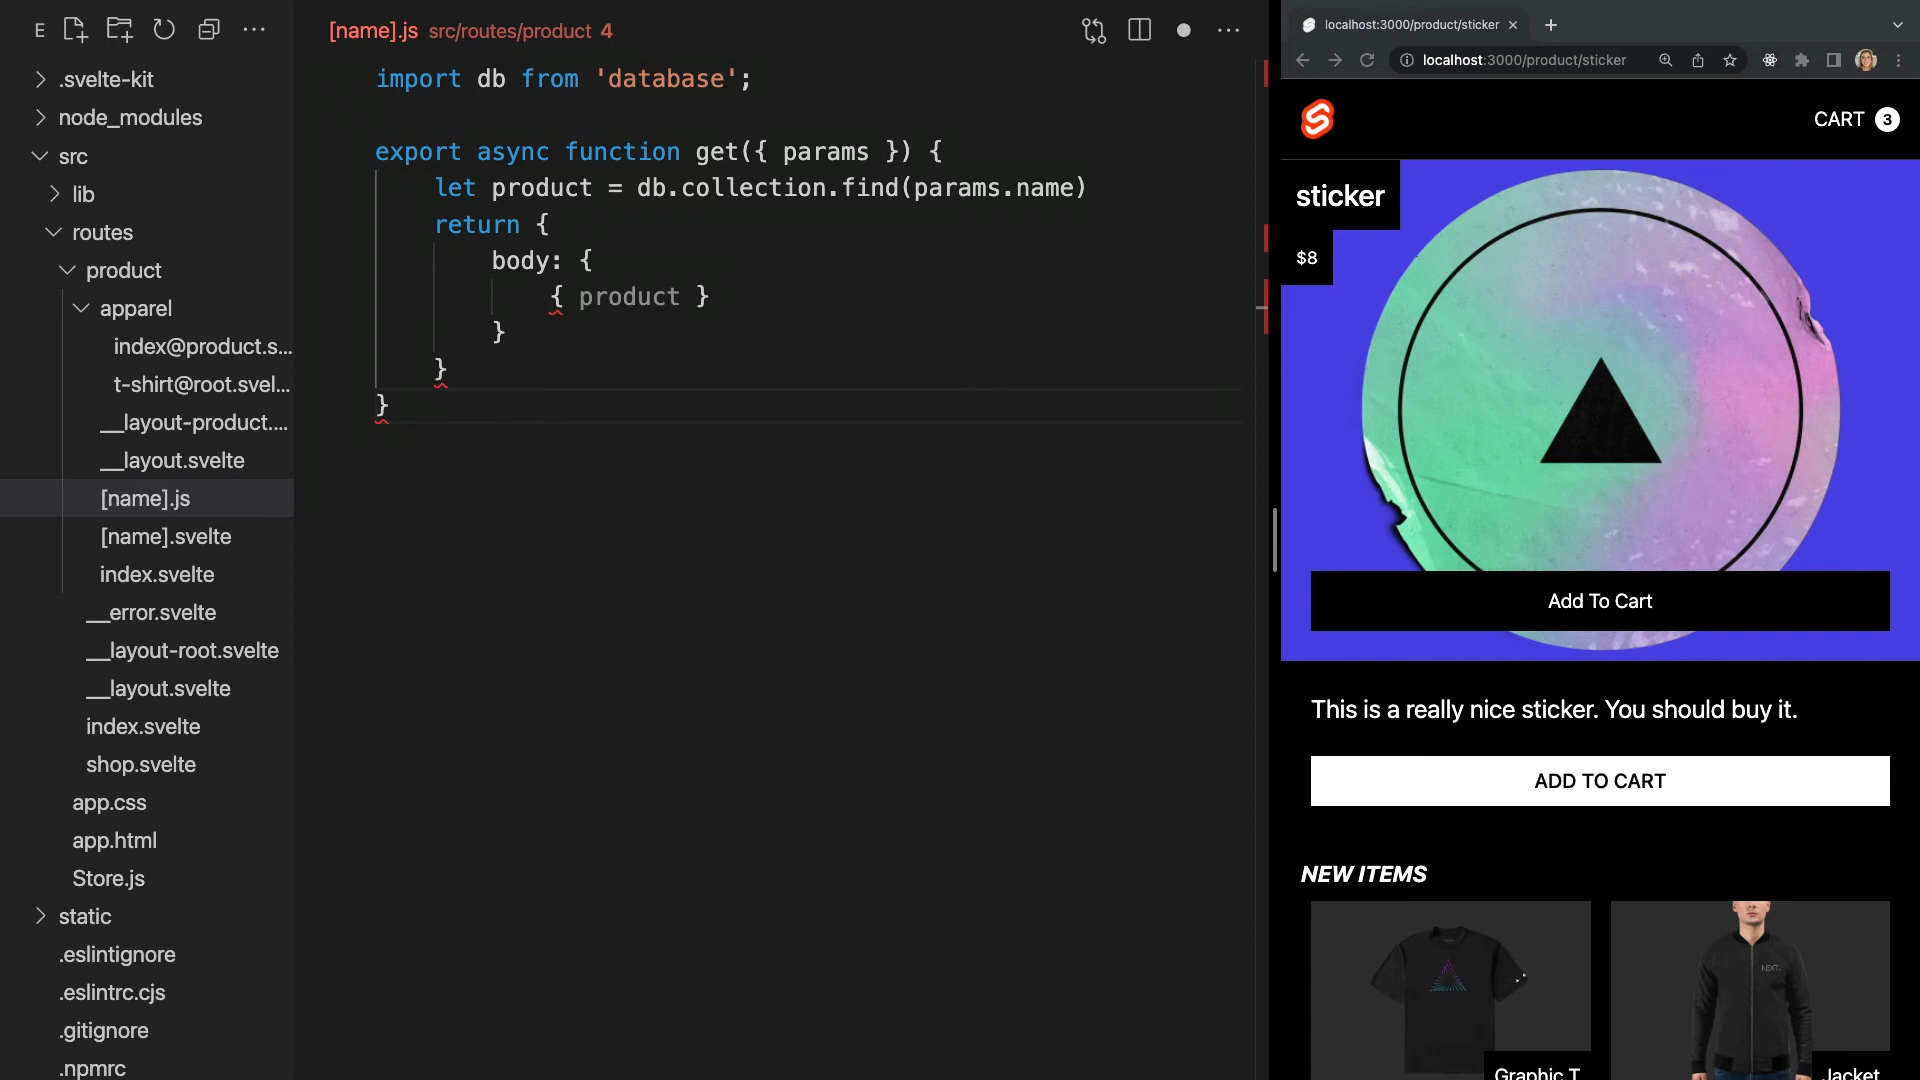 E
.svelte-kit
node_modules
src
lib
routes
product
apparel
index@product.s...
t-shirt@root.svel...
__layout-product....
__layout.svelte
[name].js
[name].svelte
index.svelte
__error.svelte
__layout-root.svelte
__layout.svelte
index.svelte
shop.svelte
app.css
app.html
Store.js
static
.eslintignore
.eslintrc.cjs
.gitignore
.npmrc
[name].js src/routes/product 4
import db from 'database';
export async function get({ params }) {
let product = db.collection.find(params.name)
return {
body: {
{ product }
}
}
}
localhost:3000/product/sticker
localhost:3000/product/sticker
CART 3
sticker
$8
Add To Cart
This is a really nice sticker. You should buy it.
ADD TO CART
NEW ITEMS
NEXT.
Graphic T
Jacket